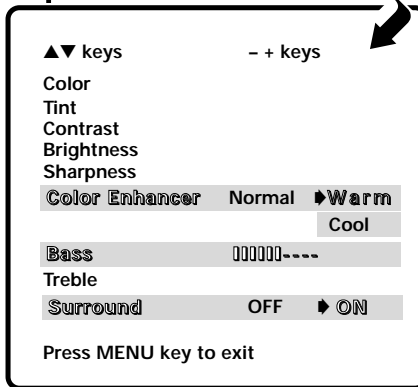 ▲▼ keys – + keys
Color
Tint
Contrast
Brightness
Sharpness
Color Enhancer Normal ➧Warm
Cool
Bass ▯▯▯▯▯▯----
Treble
Surround OFF ➧ ON
Press MENU key to exit